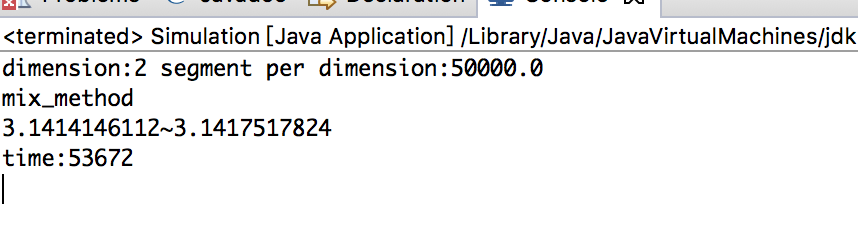 Problems Javadoc Declaration Console
<terminated> Simulation [Java Application] /Library/Java/JavaVirtualMachines/jdk
dimension:2 segment per dimension:50000.0
mix_method
3.1414146112~3.1417517824
time:53672